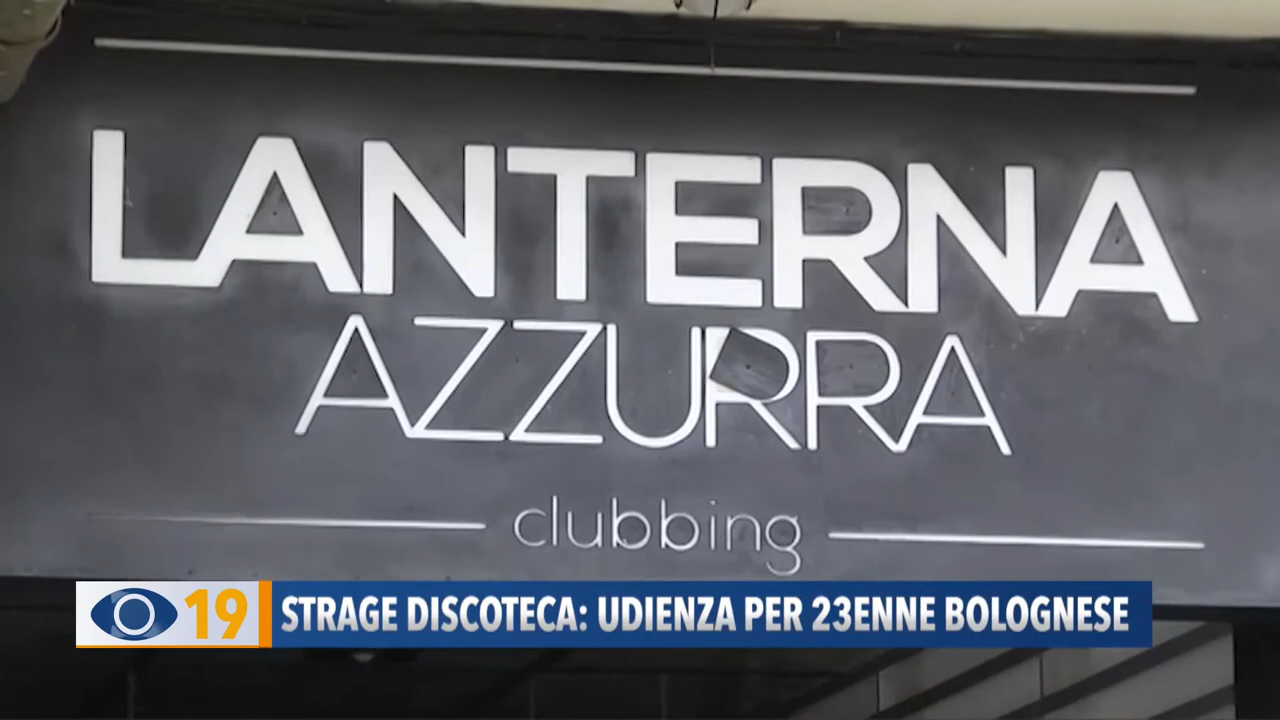 LANTERNA
AZZURRA
clubbing
19 STRAGE DISCOTECA: UDIENZA PER 23ENNE BOLOGNESE